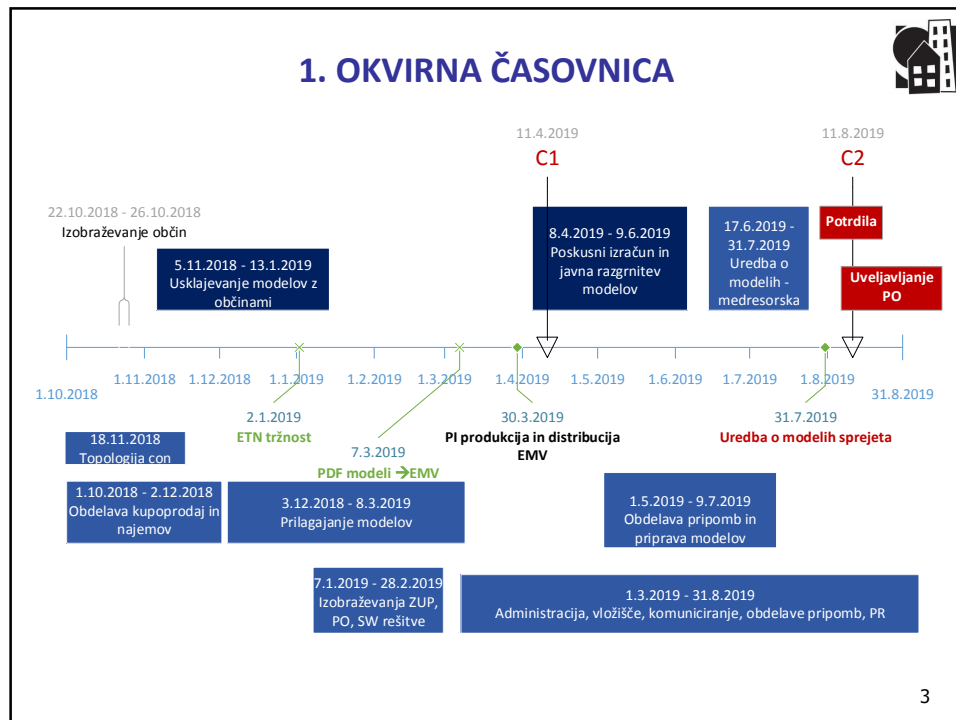 1. OKVIRNA ČASOVNICA
11.4.2019
C1
11.8.2019
C2
22.10.2018 - 26.10.2018
Izobraževanje občin
5.11.2018 - 13.1.2019
Usklajevanje modelov z
občinami
8.4.2019 - 9.6.2019
Poskusni izračun in
javna razgrnitev
modelov
17.6.2019 -
31.7.2019
Uredba o
modelih -
medresorska
Potrdila
Uveljavljanje
PO
1.10.2018
1.11.2018
1.12.2018
1.1.2019
1.2.2019
1.3.2019
1.4.2019
1.5.2019
1.6.2019
1.7.2019
1.8.2019
31.8.2019
2.1.2019
ETN tržnost
7.3.2019
PDF modeli →EMV
30.3.2019
PI produkcija in distribucija
EMV
31.7.2019
Uredba o modelih sprejeta
18.11.2018
Topologija con
1.10.2018 - 2.12.2018
Obdelava kupoprodaj in
najemov
3.12.2018 - 8.3.2019
Prilagajanje modelov
1.5.2019 - 9.7.2019
Obdelava pripomb in
priprava modelov
7.1.2019 - 28.2.2019
Izobraževanja ZUP,
PO, SW rešitve
1.3.2019 - 31.8.2019
Administracija, vložišče, komuniciranje, obdelave pripomb, PR
3